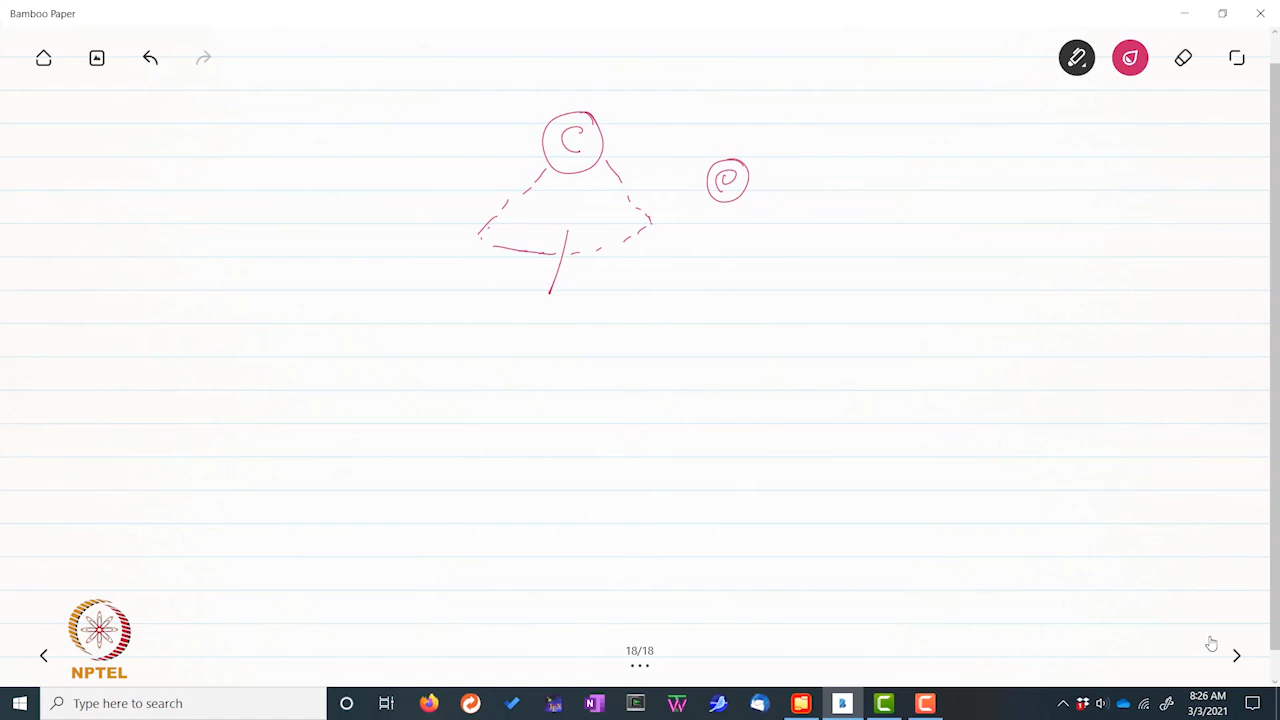 Bamboo Paper
C
P
NPTEL
18/18
Type here to search
8:26 AM
3/3/2021